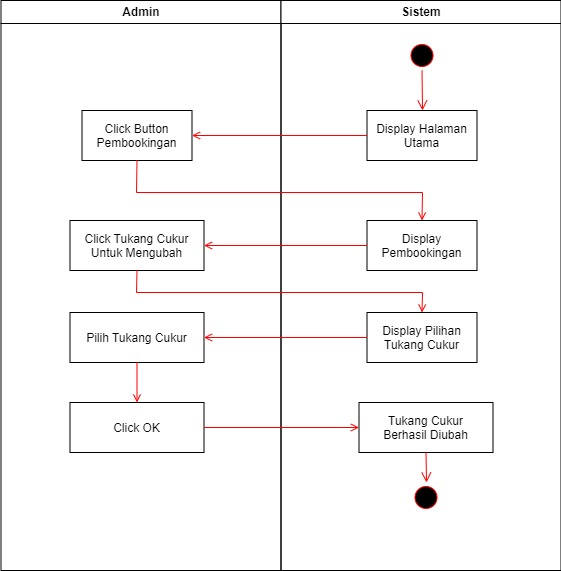 Admin
Sistem
Display Halaman
Utama
Click Button
Pembookingan
Display
Pembookingan
Click Tukang Cukur
Untuk Mengubah
Display Pilihan
Tukang Cukur
Pilih Tukang Cukur
Click OK
Tukang Cukur
Berhasil Diubah